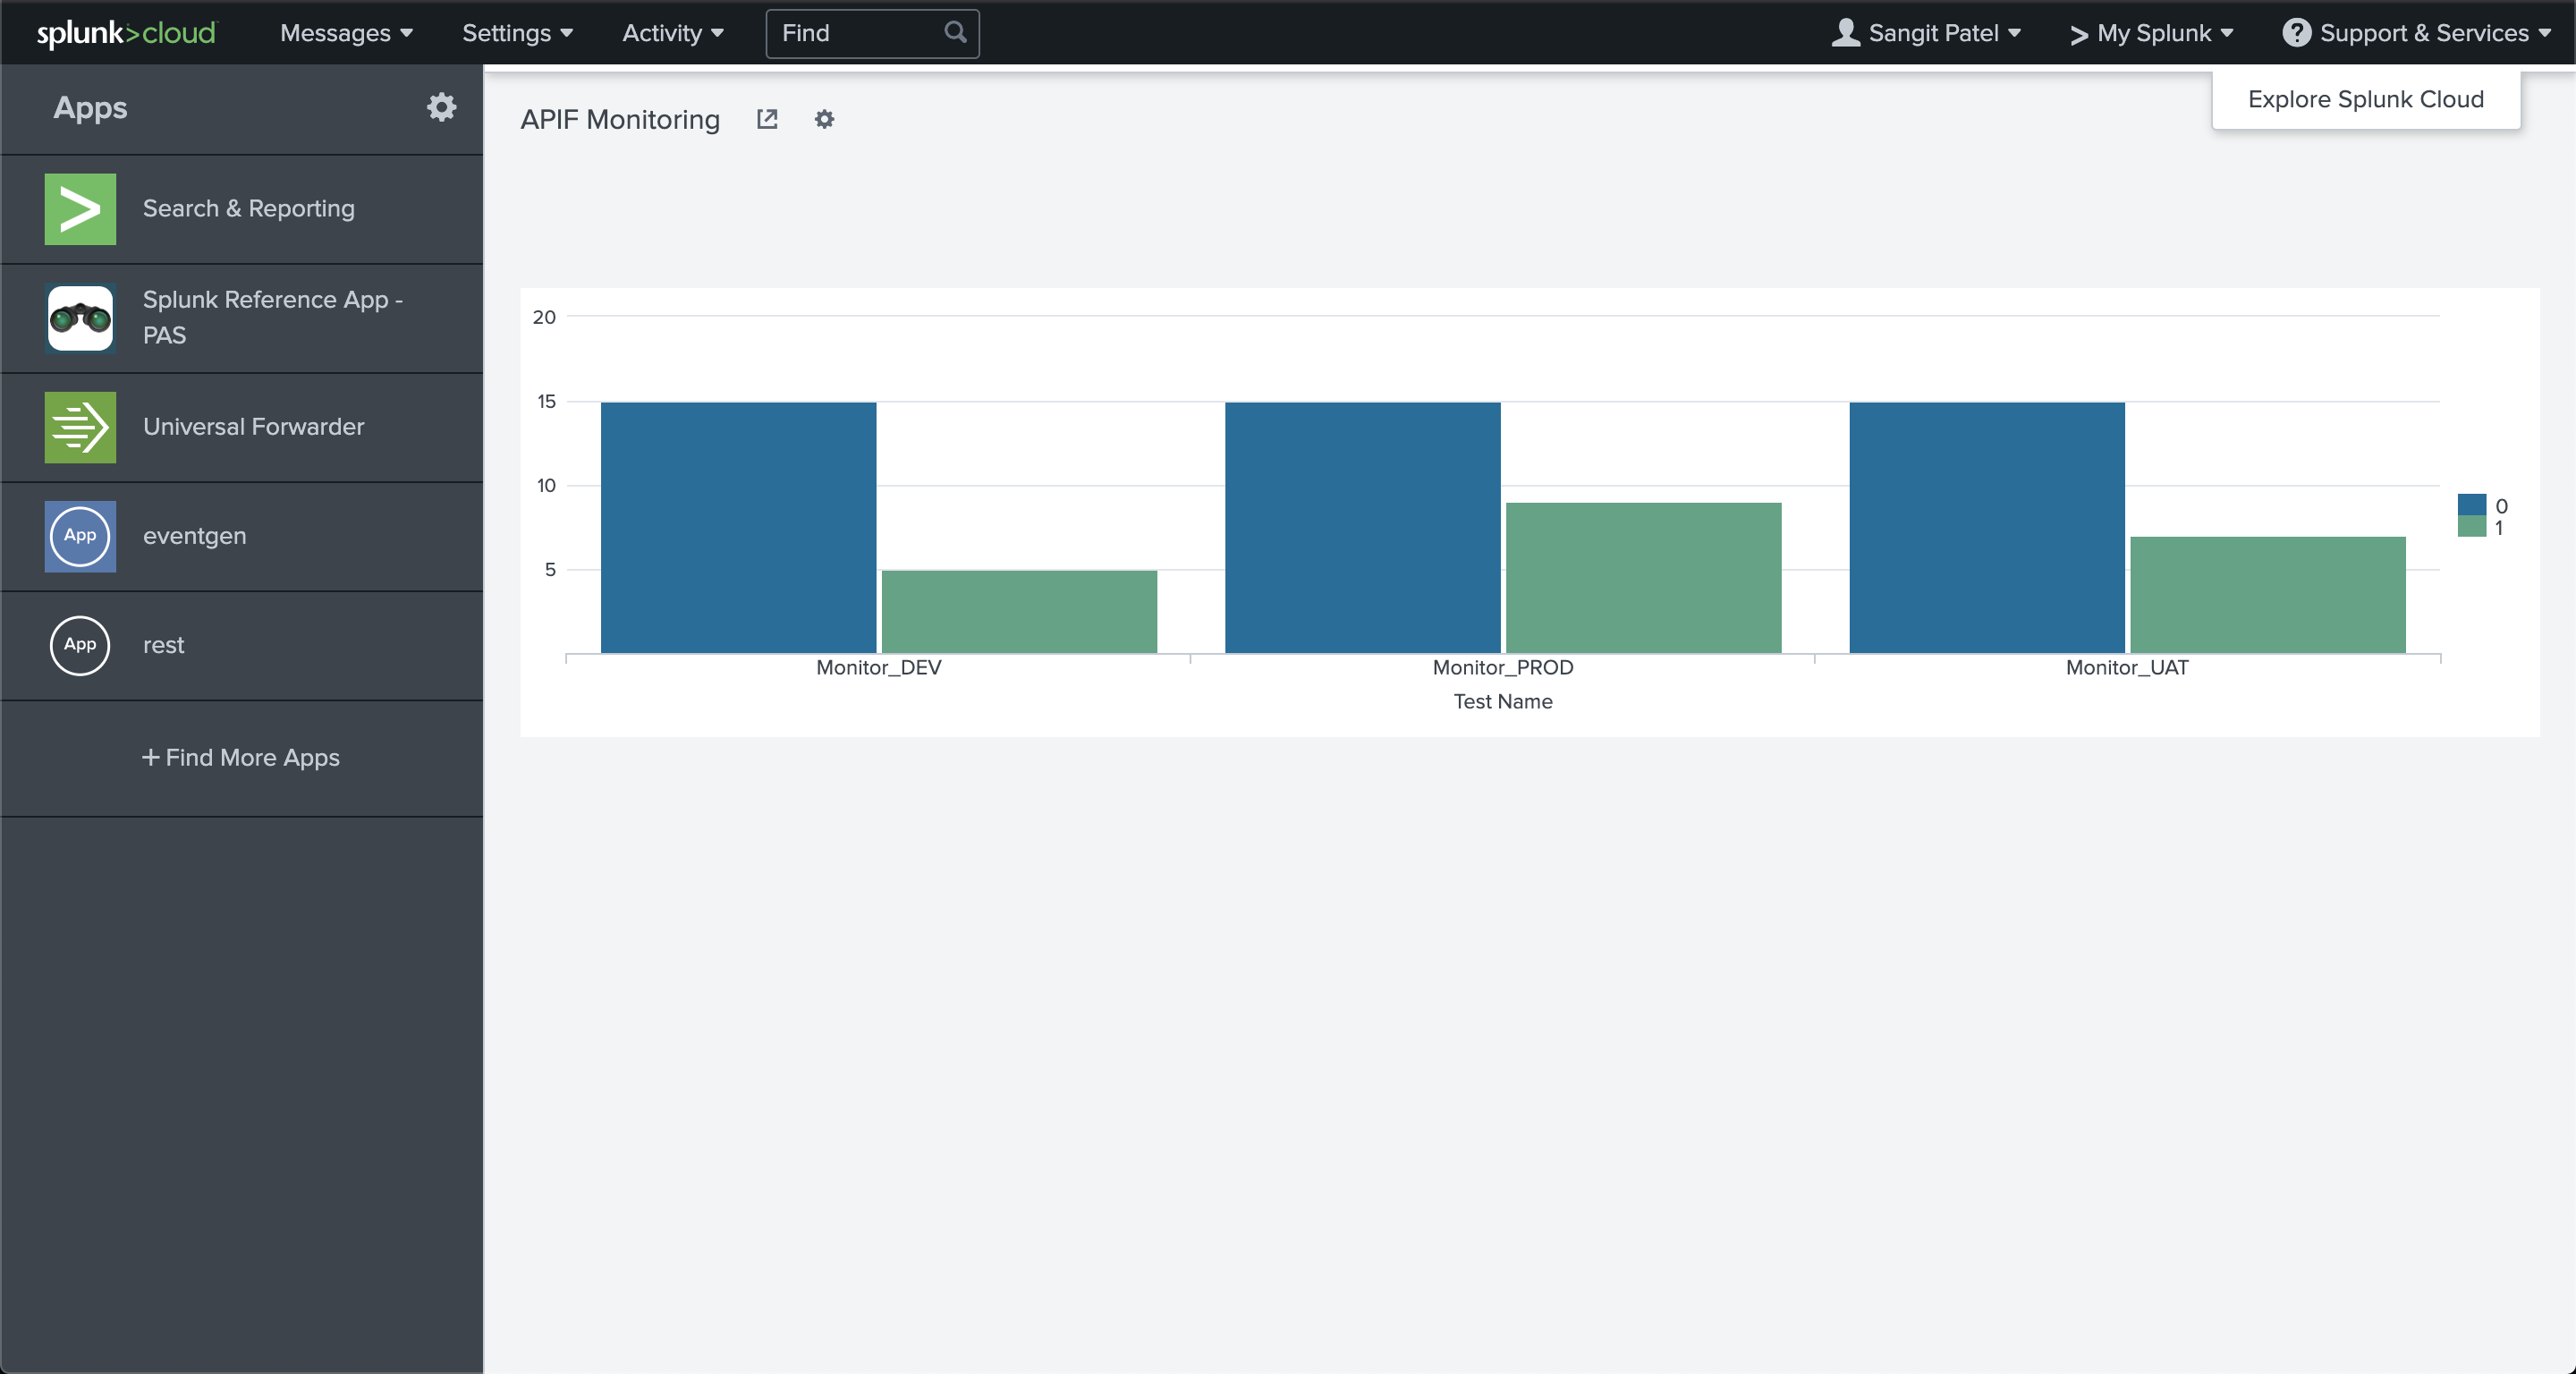 splunk>cloud Messages Settings Activity Find Sangit Patel > My Splunk ? Support & Services
Explore Splunk Cloud
Apps
Search & Reporting
Splunk Reference App -
PAS
Universal Forwarder
App eventgen
App rest
+ Find More Apps
APIF Monitoring
20
15
10
5
Monitor_DEV Monitor_PROD Monitor_UAT
Test Name
0
1